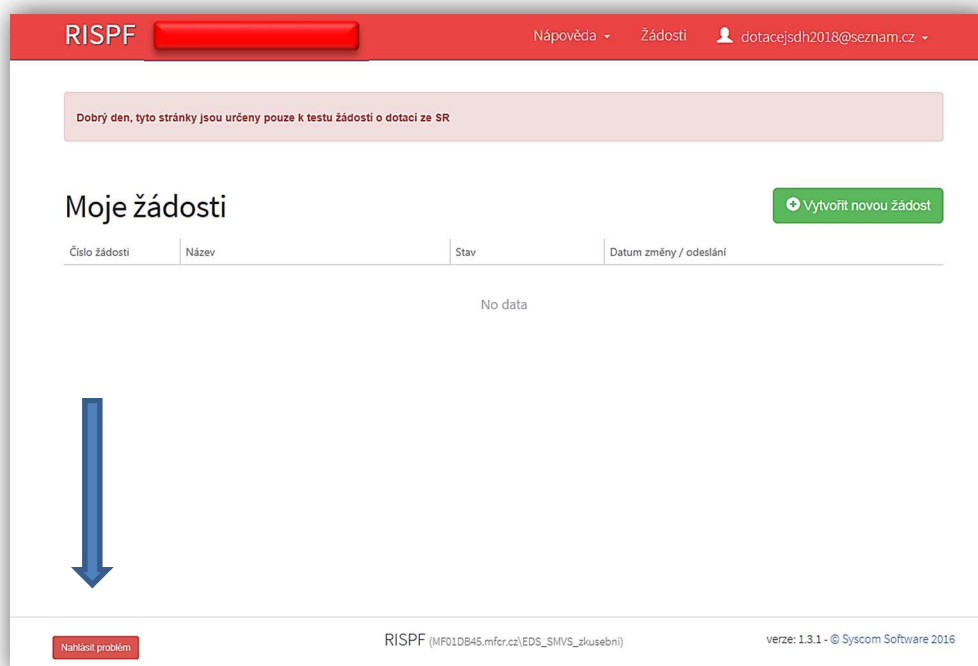 RISPF
Nápověda Žádosti dotacejsdh2018@seznam.cz
Dobrý den, tyto stránky jsou určeny pouze k testu žádostí o dotaci ze SR
Moje žádosti
Vytvořit novou žádost
Číslo žádosti Název Stav Datum změny / odeslání
No data
Nahlásit problém
RISPF (MF01DB45.mfcr.cz\EDS_SMVS_zkusebni)
verze: 1.3.1 - © Syscom Software 2016